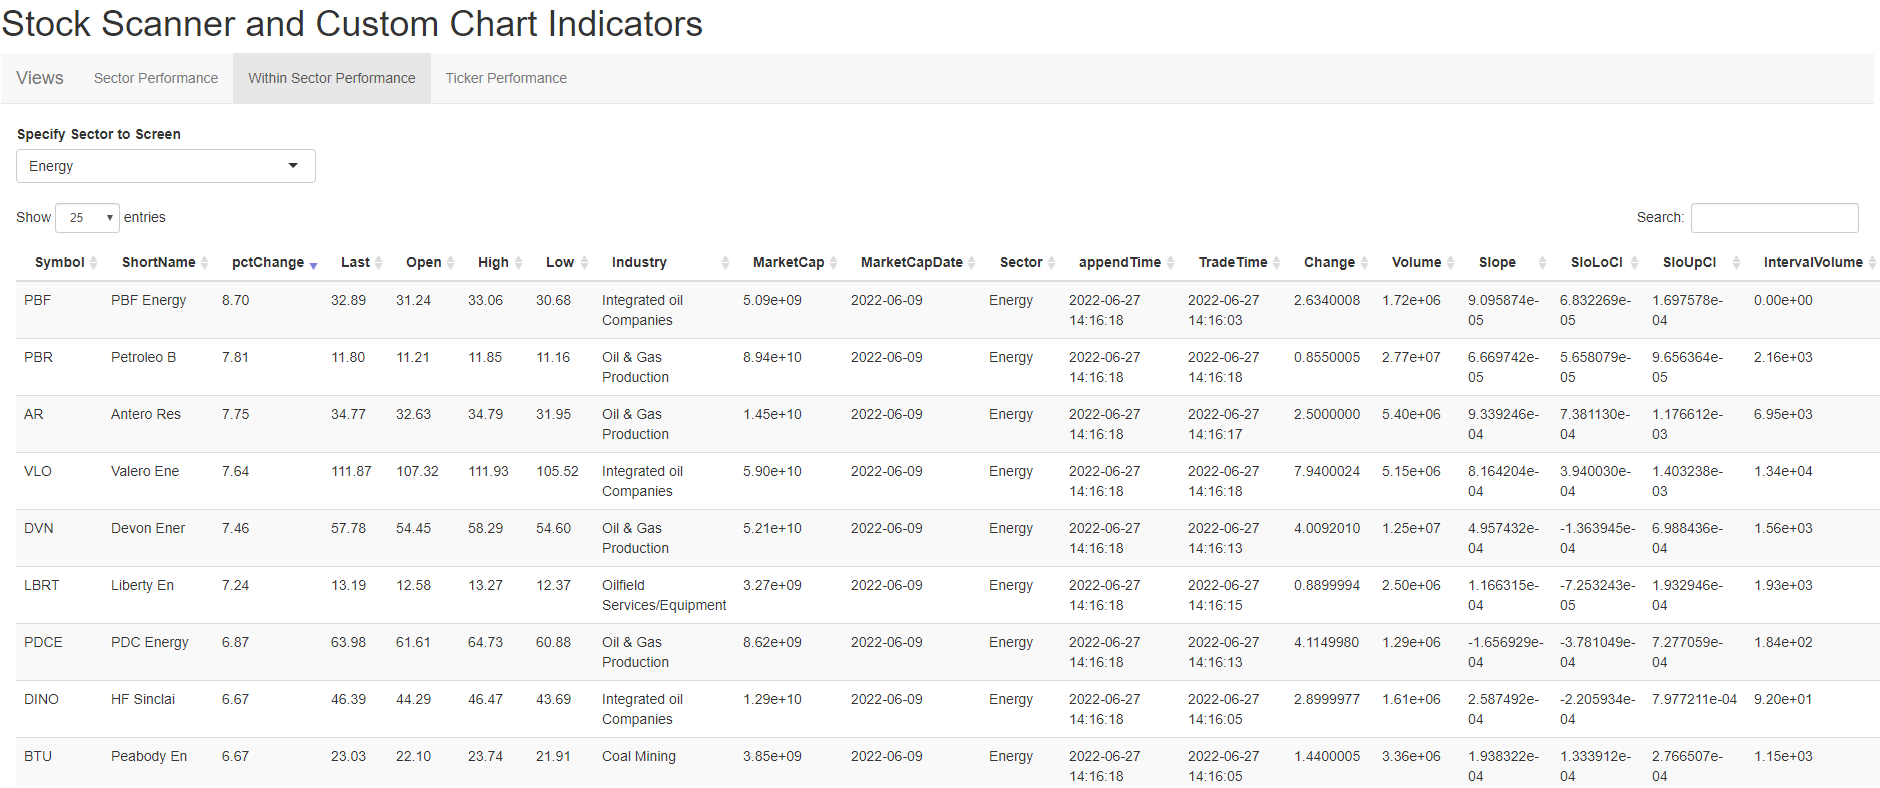 Stock Scanner and Custom Chart Indicators
Views Sector Performance Within Sector Performance Ticker Performance
Specify Sector to Screen
Energy
Show 25 entries Search:
Symbol ShortName pctChange Last Open High Low Industry MarketCap MarketCapDate Sector appendTime TradeTime Change Volume Slope SloLoCI SloUpCI IntervalVolume
PBF PBF Energy 8.70 32.89 31.24 33.06 30.68 Integrated oil 5.09e+09 2022-06-09 Energy 2022-06-27 2022-06-27 2.6340008 1.72e+06 9.095874e- 6.832269e- 1.697578e- 0.00e+00
Companies 14:16:18 14:16:03 05 05 04
PBR Petroleo B 7.81 11.80 11.21 11.85 11.16 Oil & Gas 8.94e+10 2022-06-09 Energy 2022-06-27 2022-06-27 0.8550005 2.77e+07 6.669742e- 5.658079e- 9.656364e- 2.16e+03
Production 14:16:18 14:16:18 05 05 05
AR Antero Res 7.75 34.77 32.63 34.79 31.95 Oil & Gas 1.45e+10 2022-06-09 Energy 2022-06-27 2022-06-27 2.5000000 5.40e+06 9.339246e- 7.381130e- 1.176612e- 6.95e+03
Production 14:16:18 14:16:17 04 04 03
VLO Valero Ene 7.64 111.87 107.32 111.93 105.52 Integrated oil 5.90e+10 2022-06-09 Energy 2022-06-27 2022-06-27 7.9400024 5.15e+06 8.164204e- 3.940030e- 1.403238e- 1.34e+04
Companies 14:16:18 14:16:18 04 04 03
DVN Devon Ener 7.46 57.78 54.45 58.29 54.60 Oil & Gas 5.21e+10 2022-06-09 Energy 2022-06-27 2022-06-27 4.0092010 1.25e+07 4.957432e- -1.363945e- 6.988436e- 1.56e+03
Production 14:16:18 14:16:13 04 04 04
LBRT Liberty En 7.24 13.19 12.58 13.27 12.37 Oilfield 3.27e+09 2022-06-09 Energy 2022-06-27 2022-06-27 0.8899994 2.50e+06 1.166315e- -7.253243e- 1.932946e- 1.93e+03
Services/Equipment 14:16:18 14:16:15 04 05 04
PDCE PDC Energy 6.87 63.98 61.61 64.73 60.88 Oil & Gas 8.62e+09 2022-06-09 Energy 2022-06-27 2022-06-27 4.1149980 1.29e+06 -1.656929e- -3.781049e- 7.277059e- 1.84e+02
Production 14:16:18 14:16:13 04 04 04
DINO HF Sinclai 6.67 46.39 44.29 46.47 43.69 Integrated oil 1.29e+10 2022-06-09 Energy 2022-06-27 2022-06-27 2.8999977 1.61e+06 2.587492e- -2.205934e- 7.977211e-04 9.20e+01
Companies 14:16:18 14:16:05 04 04
BTU Peabody En 6.67 23.03 22.10 23.74 21.91 Coal Mining 3.85e+09 2022-06-09 Energy 2022-06-27 2022-06-27 1.4400005 3.36e+06 1.938322e- 1.333912e- 2.766507e- 1.15e+03
14:16:18 14:16:05 04 04 04